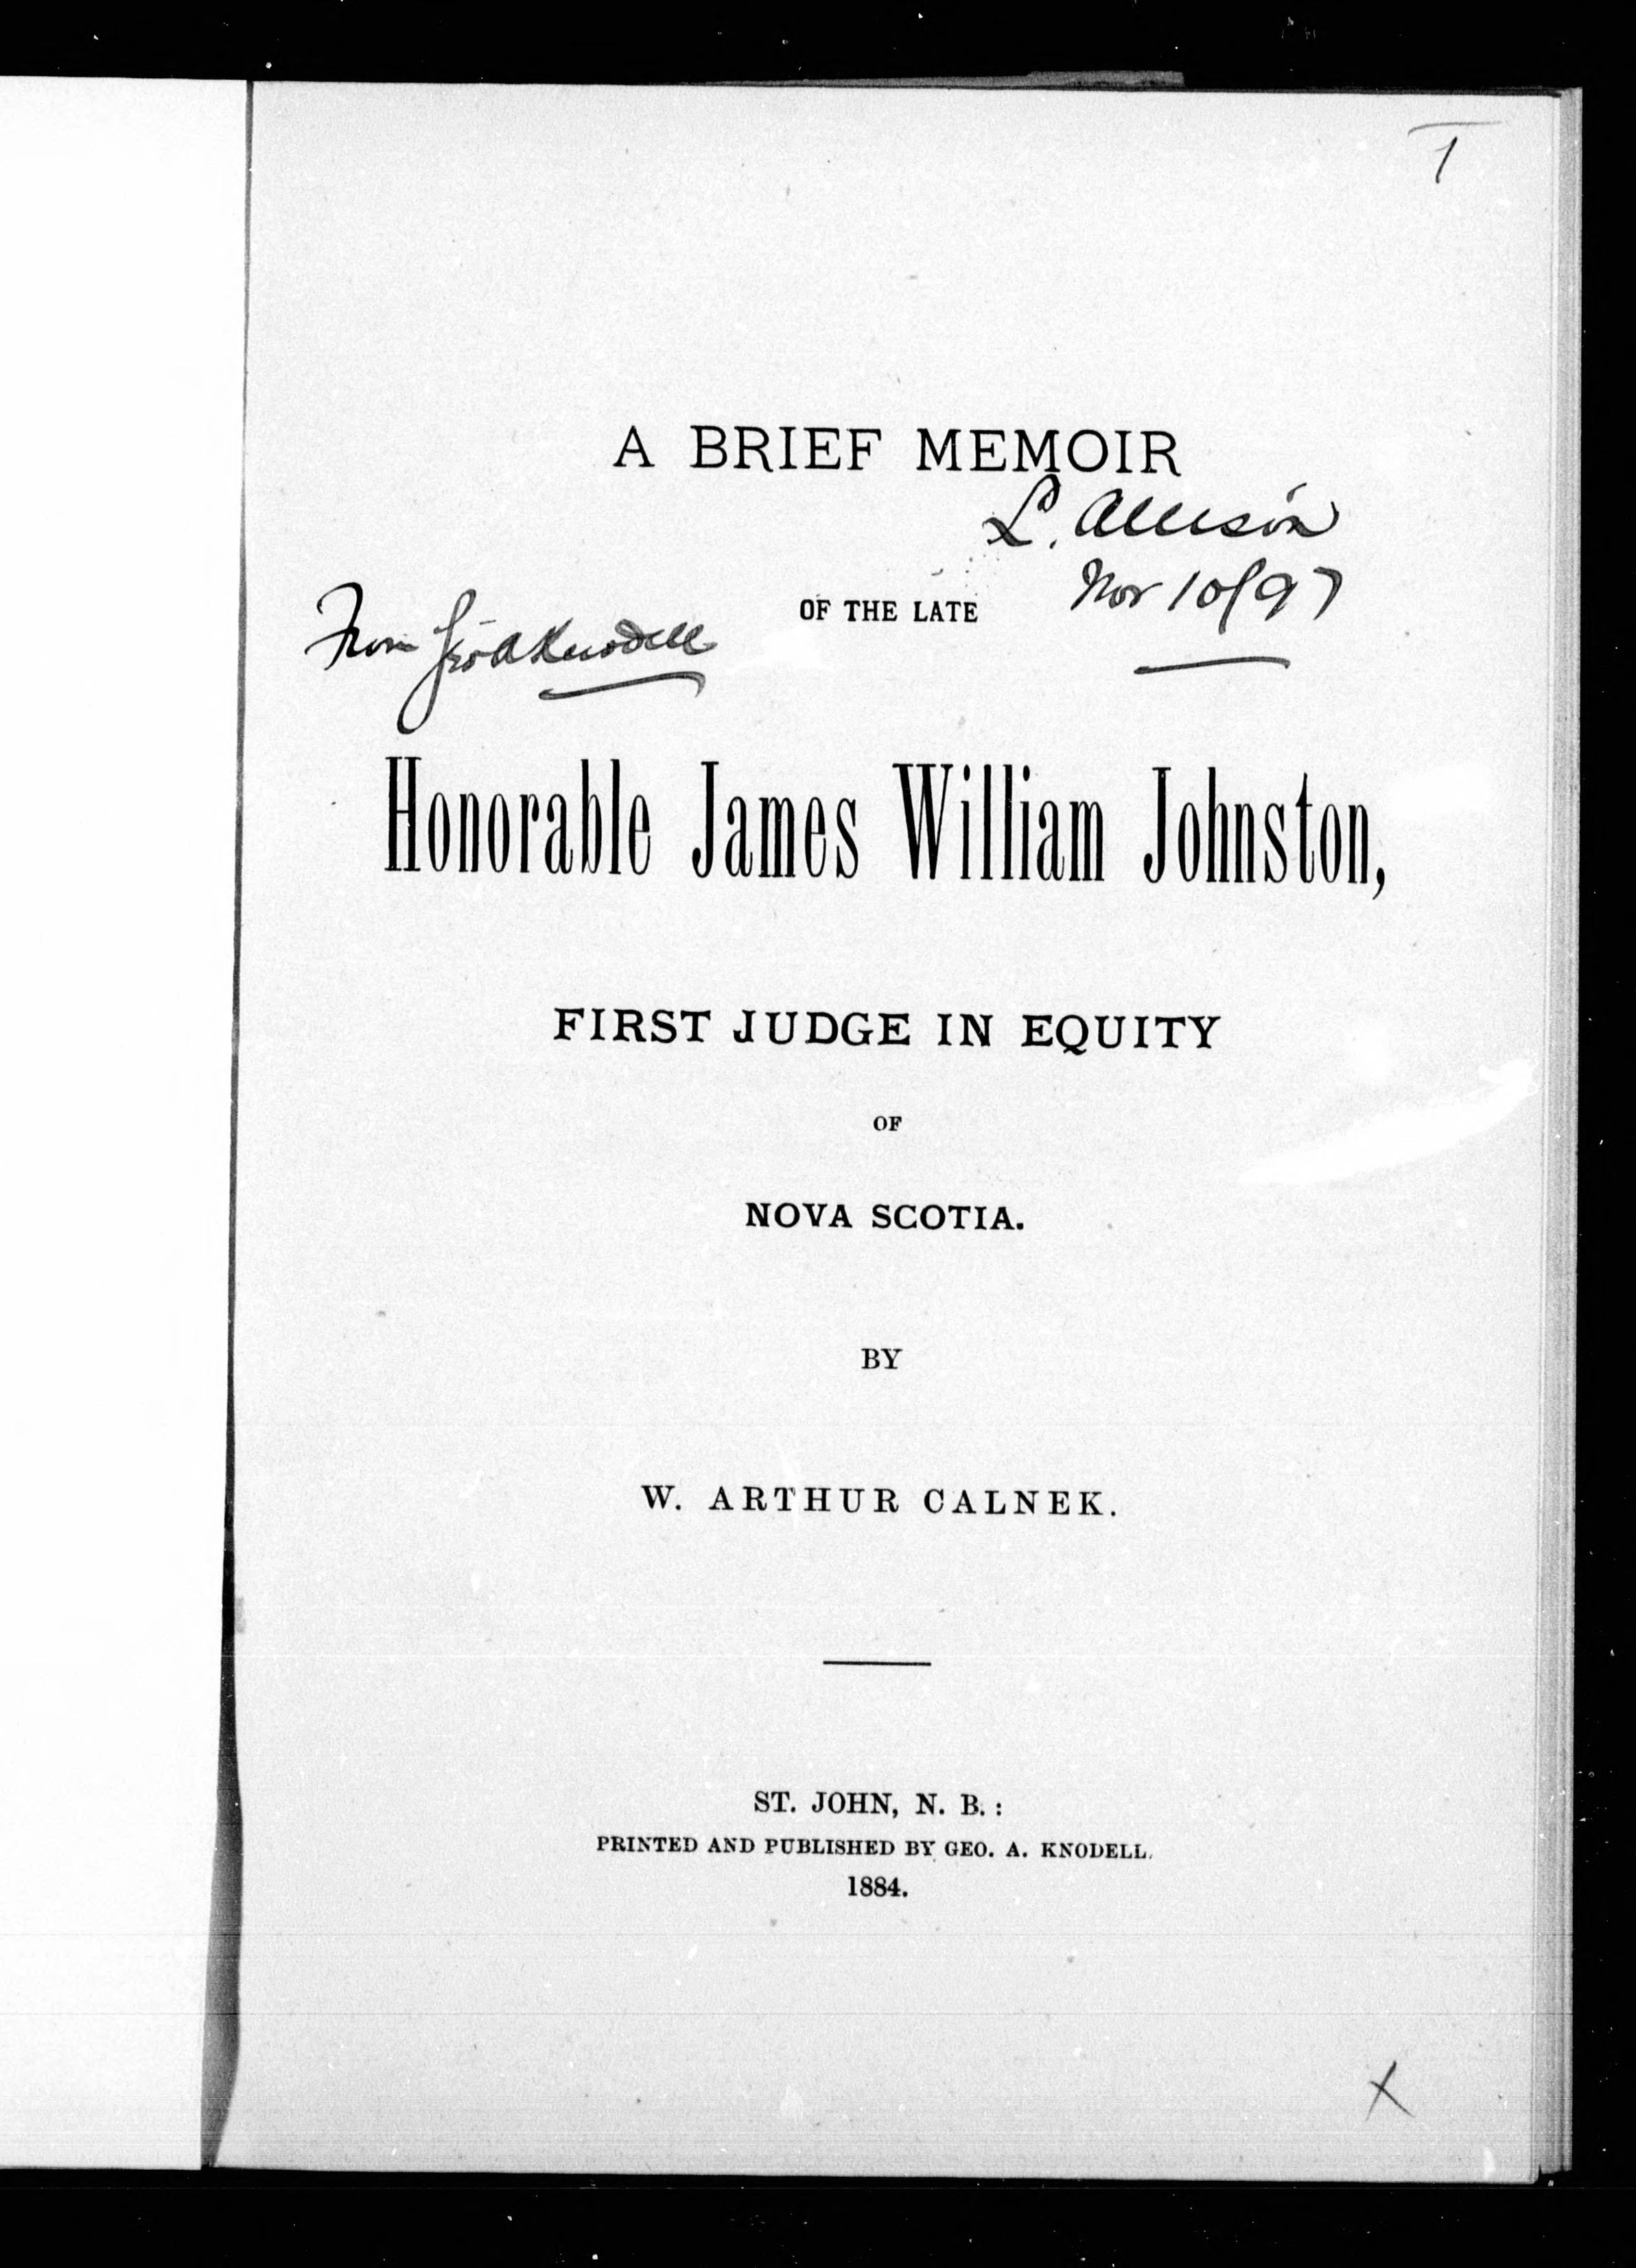 1
A BRIEF MEMOIR
L. Allison
OF THE LATE
Nov 10/97
From Geo A Knodell
Honorable James William Johnston,
FIRST JUDGE IN EQUITY
OF
NOVA SCOTIA.
BY
W. ARTHUR CALNEK.
ST. JOHN, N. B.:
PRINTED AND PUBLISHED BY GEO. A. KNODELL.
1884.
X